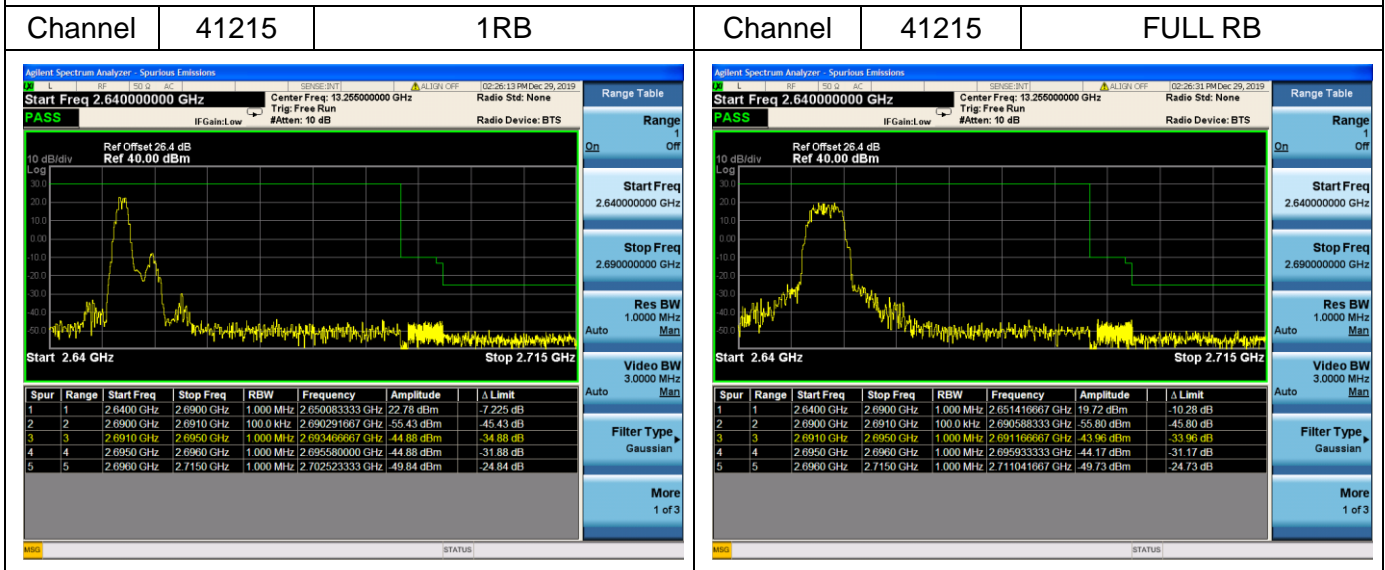 Channel 41215 1RB Channel 41215 FULL RB
Agilent Spectrum Analyzer - Spurious Emissions
L RF 50 Ω AC SENSE:INT ALIGN OFF 02:26:13 PM Dec 29, 2019
Start Freq 2.640000000 GHz Center Freq: 13.255000000 GHz Radio Std: None
Trig: Free Run
PASS IFGain:Low #Atten: 10 dB Radio Device: BTS
Ref Offset 26.4 dB
10 dB/div Ref 40.00 dBm
Log
30.0
20.0
10.0
0.00
-10.0
-20.0
-30.0
-40.0
-50.0
Start 2.64 GHz Stop 2.715 GHz
Spur Range Start Freq Stop Freq RBW Frequency Amplitude Δ Limit
1 1 2.6400 GHz 2.6900 GHz 1.000 MHz 2.650083333 GHz 22.78 dBm -7.225 dB
2 2 2.6900 GHz 2.6910 GHz 100.0 kHz 2.690291667 GHz -55.43 dBm -45.43 dB
3 3 2.6910 GHz 2.6950 GHz 1.000 MHz 2.693466667 GHz -44.88 dBm -34.88 dB
4 4 2.6950 GHz 2.6960 GHz 1.000 MHz 2.695580000 GHz -44.88 dBm -31.88 dB
5 5 2.6960 GHz 2.7150 GHz 1.000 MHz 2.702523333 GHz -49.84 dBm -24.84 dB
MSG STATUS
Range Table
Range
1
On Off
Start Freq
2.640000000 GHz
Stop Freq
2.690000000 GHz
Res BW
1.0000 MHz
Auto Man
Video BW
3.0000 MHz
Auto Man
Filter Type
Gaussian
More
1 of 3
Agilent Spectrum Analyzer - Spurious Emissions
L RF 50 Ω AC SENSE:INT ALIGN OFF 02:26:31 PM Dec 29, 2019
Start Freq 2.640000000 GHz Center Freq: 13.255000000 GHz Radio Std: None
Trig: Free Run
PASS IFGain:Low #Atten: 10 dB Radio Device: BTS
Ref Offset 26.4 dB
10 dB/div Ref 40.00 dBm
Log
30.0
20.0
10.0
0.00
-10.0
-20.0
-30.0
-40.0
-50.0
Start 2.64 GHz Stop 2.715 GHz
Spur Range Start Freq Stop Freq RBW Frequency Amplitude Δ Limit
1 1 2.6400 GHz 2.6900 GHz 1.000 MHz 2.651416667 GHz 19.72 dBm -10.28 dB
2 2 2.6900 GHz 2.6910 GHz 100.0 kHz 2.690588333 GHz -55.80 dBm -45.80 dB
3 3 2.6910 GHz 2.6950 GHz 1.000 MHz 2.691166667 GHz -43.96 dBm -33.96 dB
4 4 2.6950 GHz 2.6960 GHz 1.000 MHz 2.695933333 GHz -44.17 dBm -31.17 dB
5 5 2.6960 GHz 2.7150 GHz 1.000 MHz 2.711041667 GHz -49.73 dBm -24.73 dB
MSG STATUS
Range Table
Range
1
On Off
Start Freq
2.640000000 GHz
Stop Freq
2.690000000 GHz
Res BW
1.0000 MHz
Auto Man
Video BW
3.0000 MHz
Auto Man
Filter Type
Gaussian
More
1 of 3